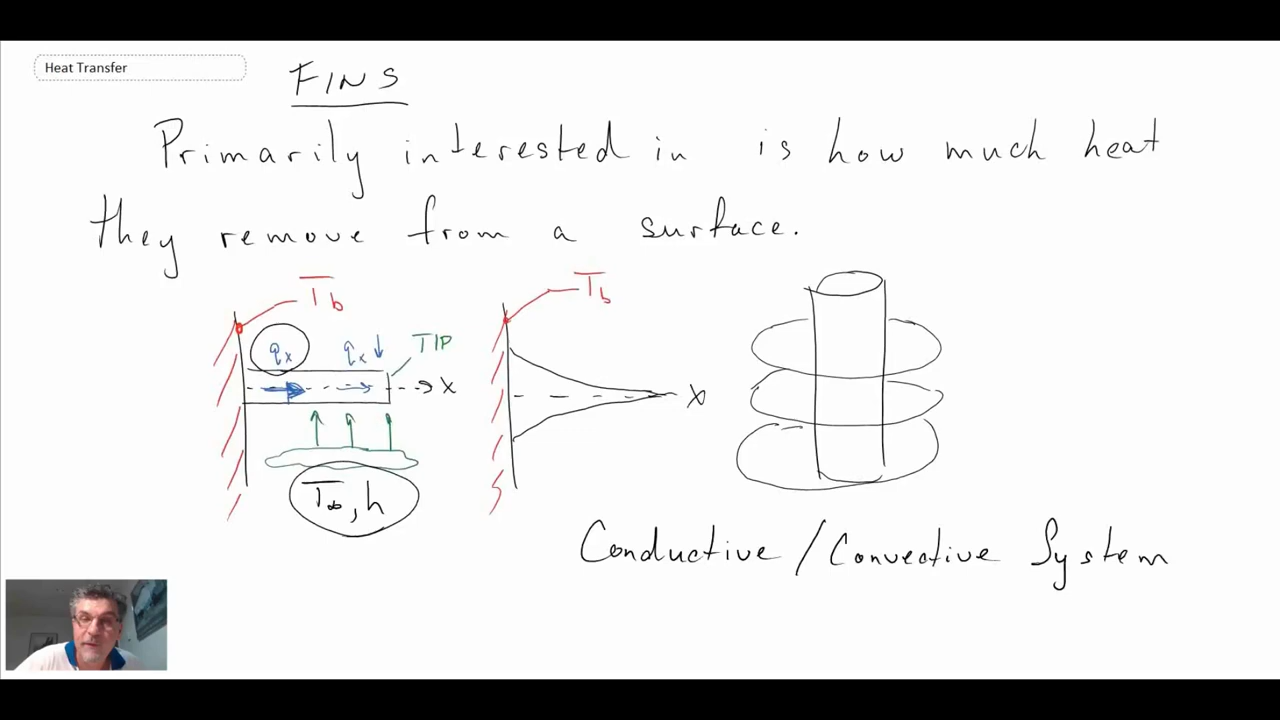 Heat Transfer
FINS
Primarily interested in is how much heat
they remove from a surface.
Tb
Tb
qx
qx↓
TIP
x
x
T∞, h
Conductive / Convective System